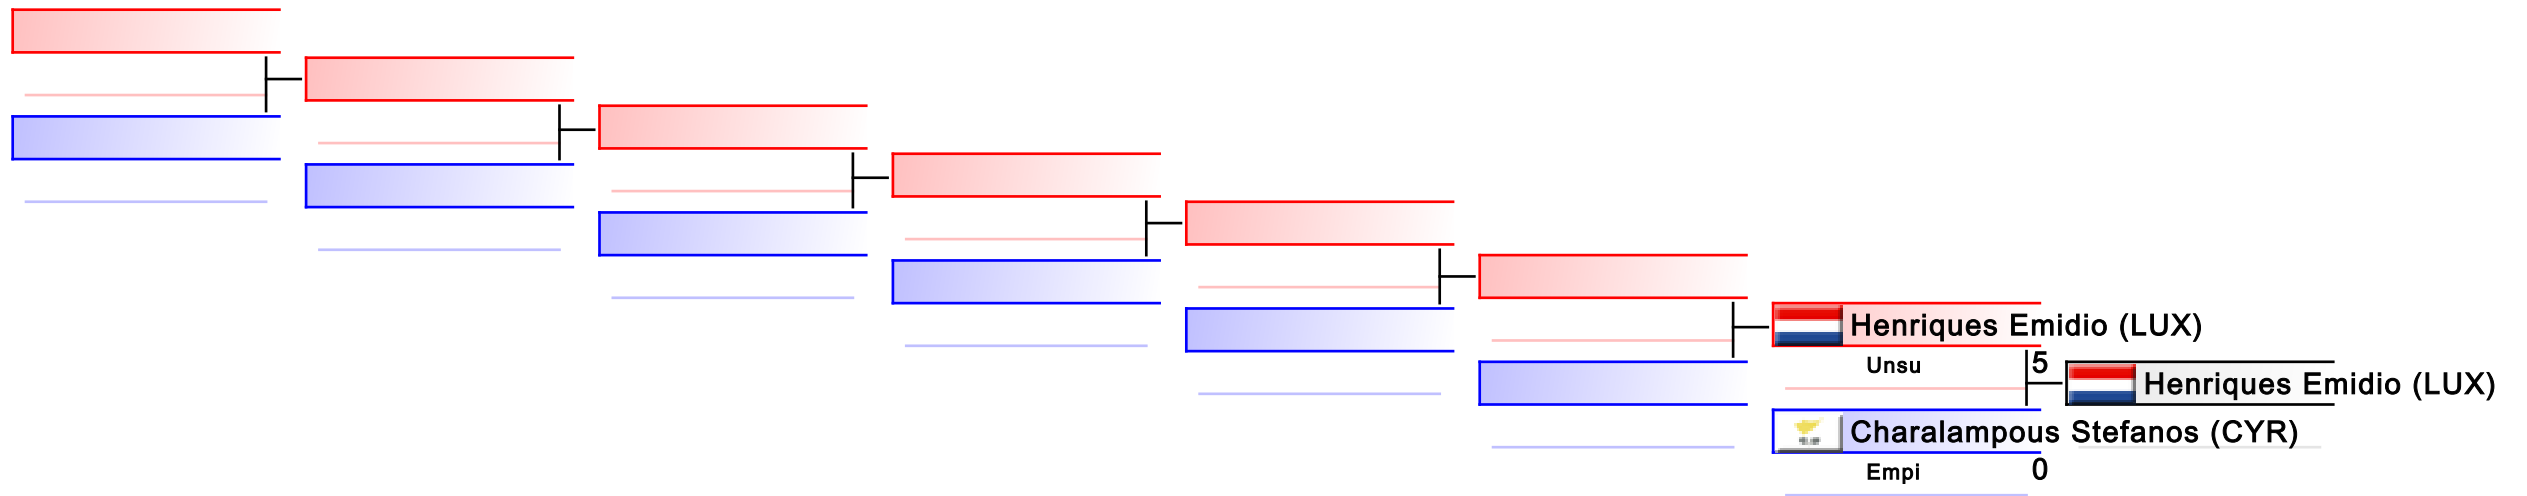 Henriques Emidio (LUX)
Unsu
5
Henriques Emidio (LUX)
Charalampous Stefanos (CYR)
Empi
0